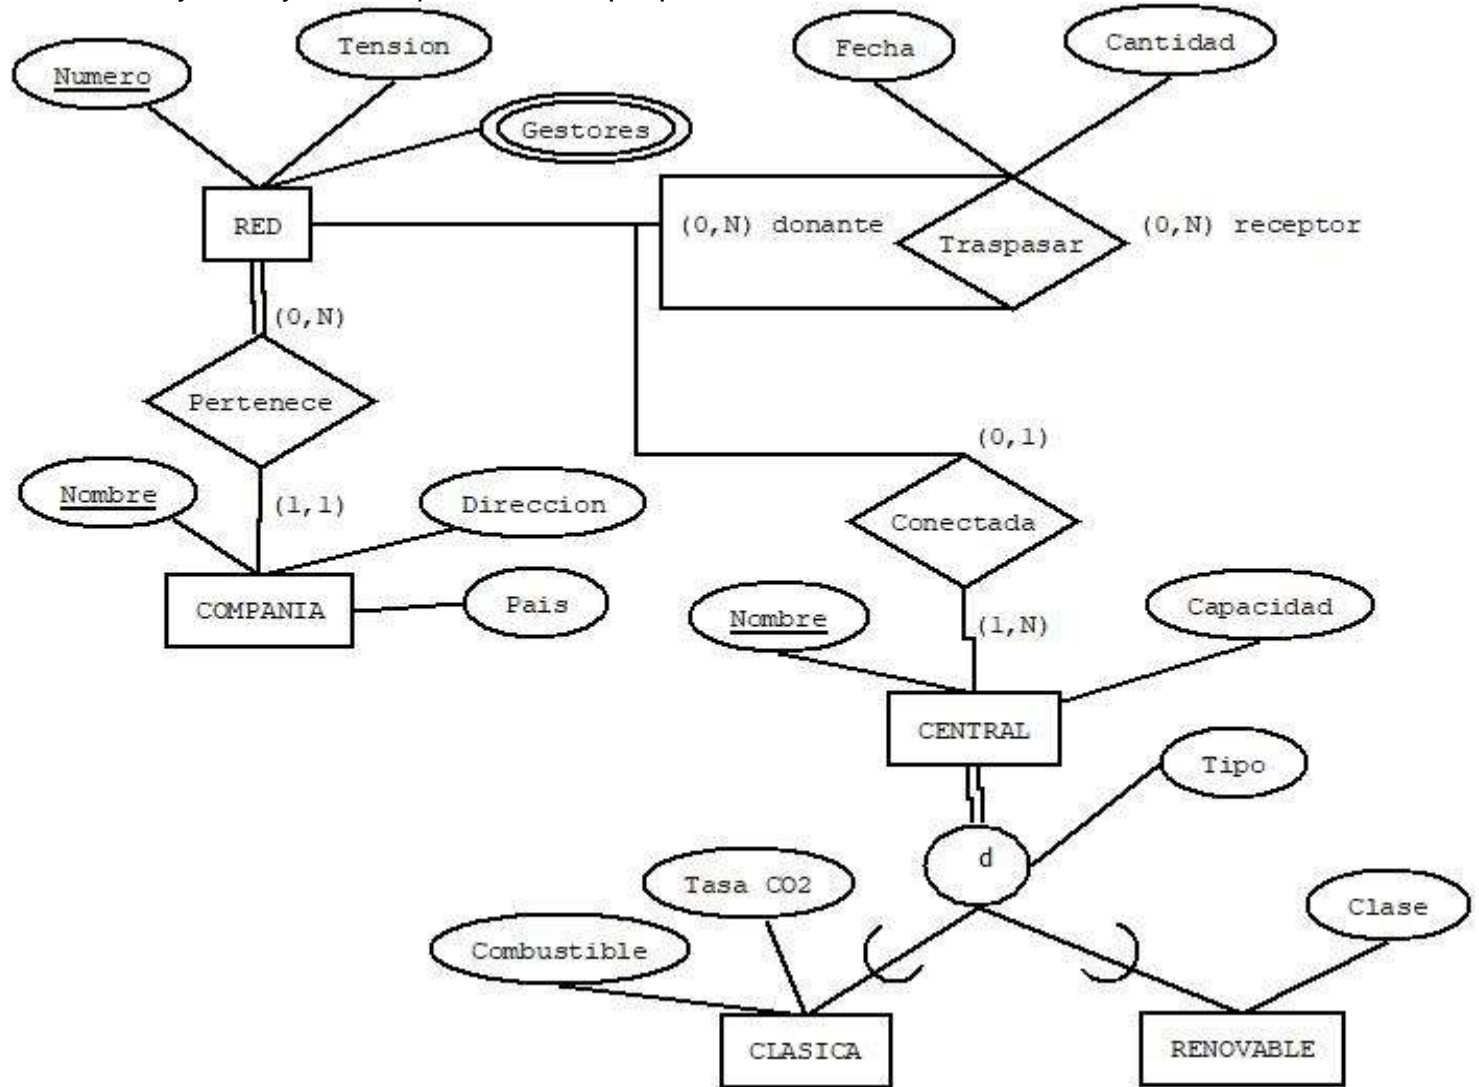 Tension
Fecha
Cantidad
Numero
Gestores
RED
(0,N) donante
Traspasar
(0,N) receptor
(0,N)
Pertenece
(0,1)
Nombre
(1,1)
Direccion
Conectada
COMPANIA
Pais
Nombre
(1,N)
Capacidad
CENTRAL
Tipo
d
Tasa CO2
Clase
Combustible
CLASICA
RENOVABLE